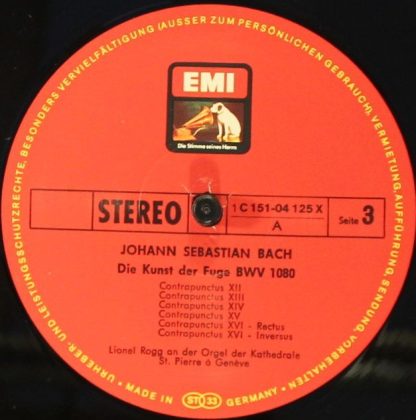 URHEBER- UND LEISTUNGSSCHUTZRECHTE, BESONDERS VERVIELFÄLTIGUNG (AUSSER ZUM PERSÖNLICHEN GEBRAUCH), VERMIETUNG, AUFFÜHRUNG, SENDUNG, VORBEHALTEN
EMI
Die Stimme seines Herrn
STEREO
1 C 151-04 125 X
A
Seite 3
JOHANN SEBASTIAN BACH
Die Kunst der Fuge BWV 1080
Contrapunctus XII
Contrapunctus XIII
Contrapunctus XIV
Contrapunctus XV
Contrapunctus XVI - Rectus
Contrapunctus XVI - Inversus
Lionel Rogg an der Orgel der Kathedrale
St. Pierre à Genève
MADE IN ST 33 GERMANY